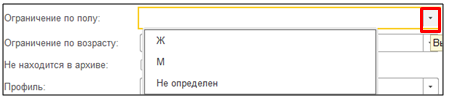 Ограничение по полу:
Ограничение по возрасту:
Ж
Не находится в архиве:
М
Профиль:
Не определен